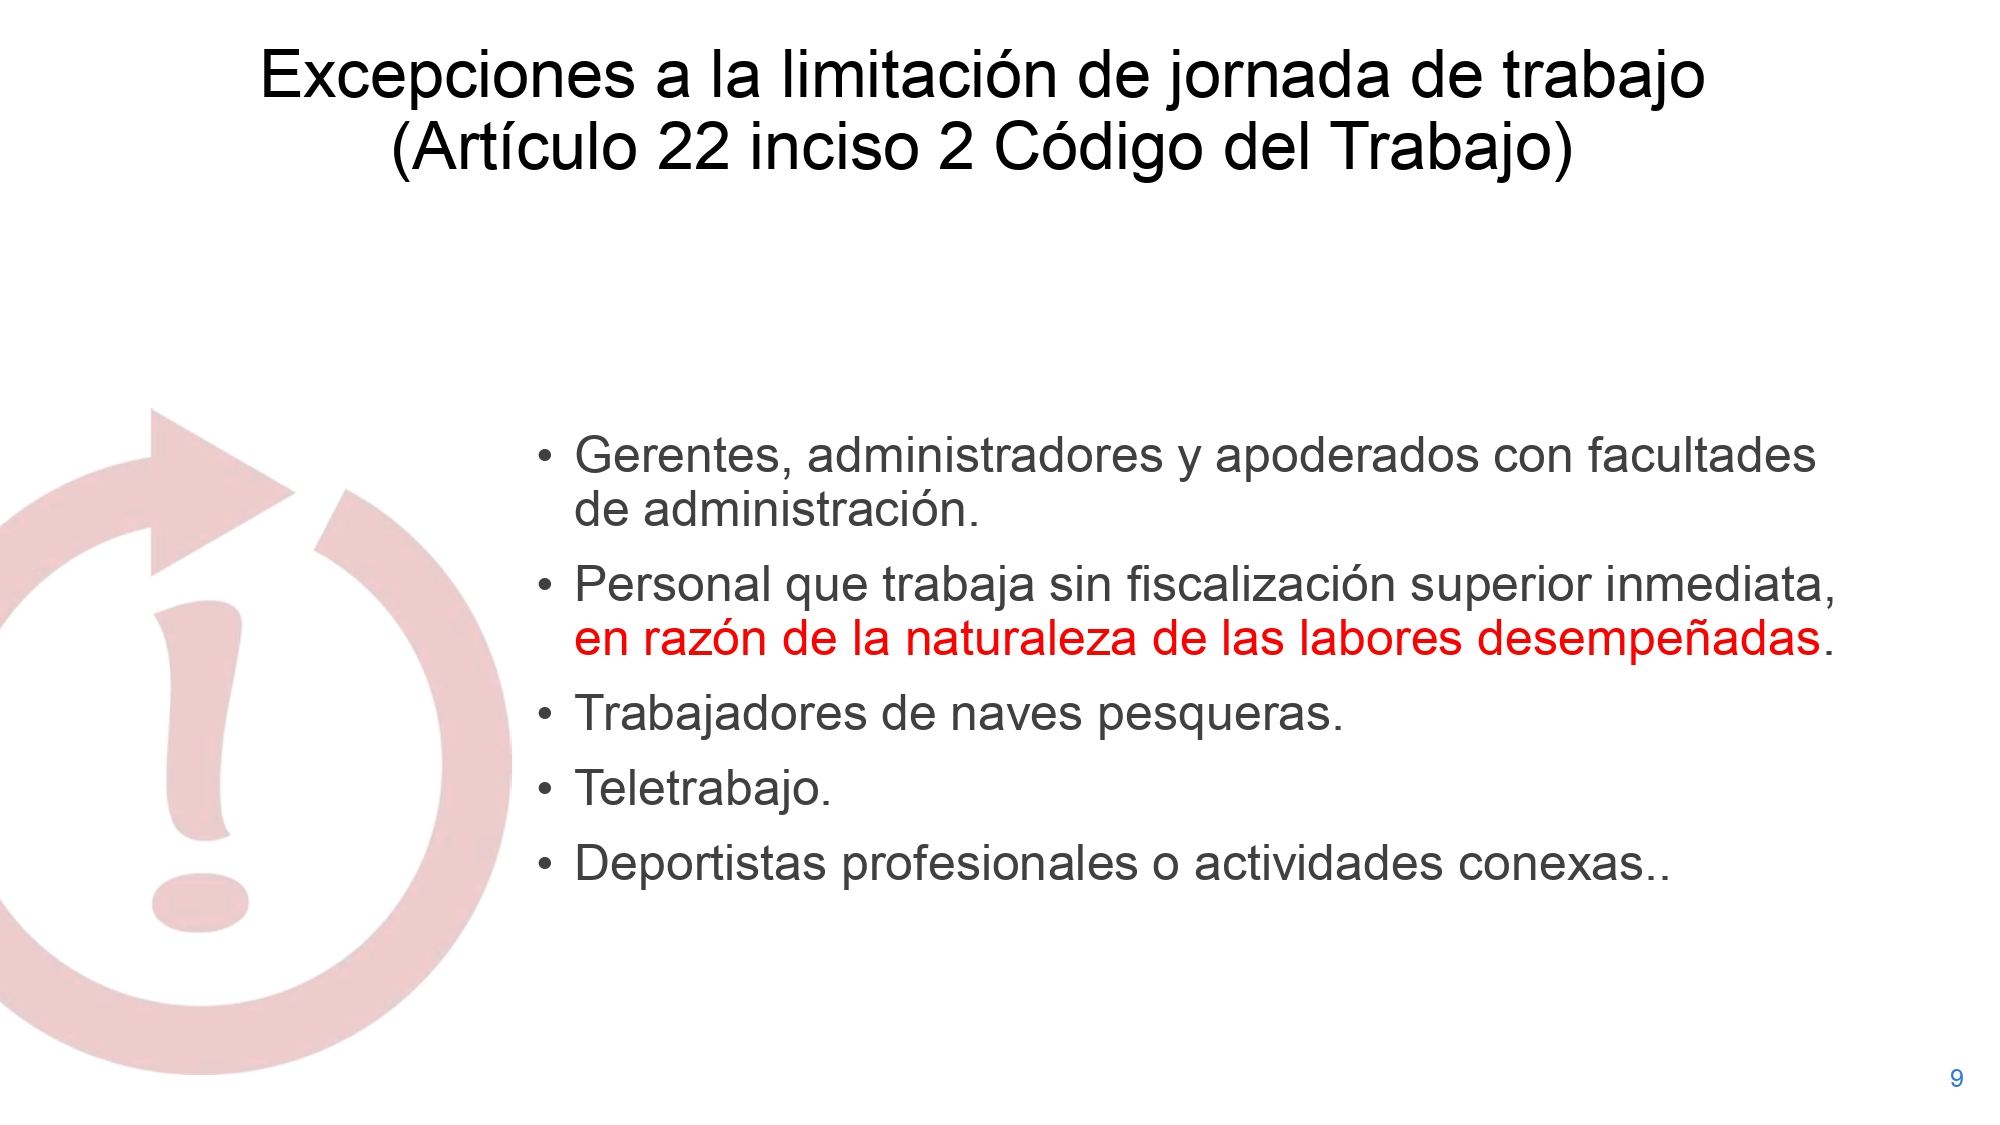 Excepciones a la limitación de jornada de trabajo
(Artículo 22 inciso 2 Código del Trabajo)
• Gerentes, administradores y apoderados con facultades
de administración.
• Personal que trabaja sin fiscalización superior inmediata,
en razón de la naturaleza de las labores desempeñadas.
• Trabajadores de naves pesqueras.
• Teletrabajo.
• Deportistas profesionales o actividades conexas..
9